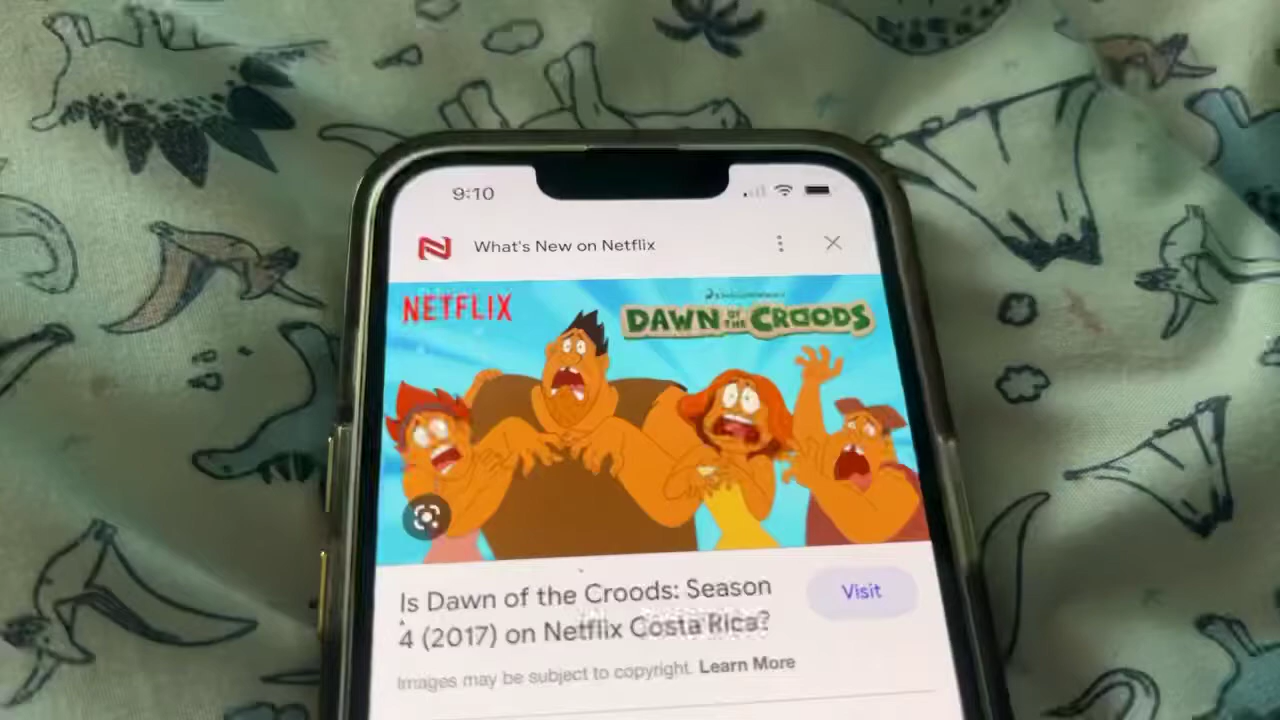 9:10
What's New on Netflix
NETFLIX
DAWN OF THE CROODS
Is Dawn of the Croods: Season
4 (2017) on Netflix Costa Rica?
Visit
Images may be subject to copyright. Learn More